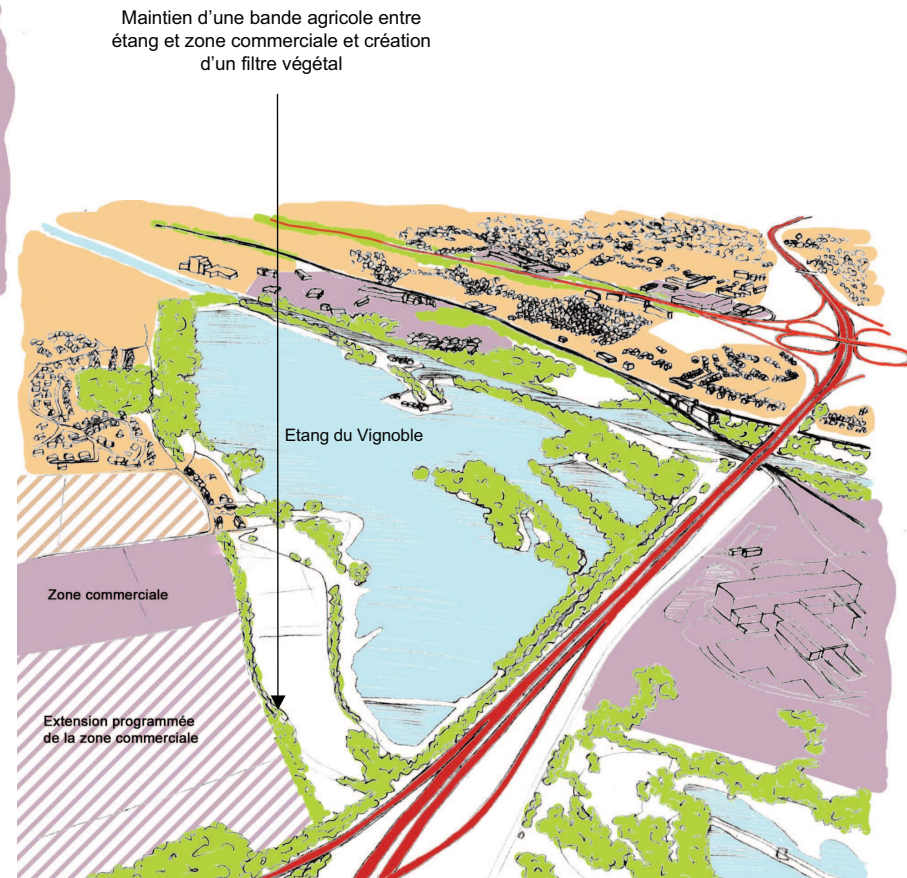 Maintien d'une bande agricole entre
étang et zone commerciale et création
d'un filtre végétal
Etang du Vignoble
Zone commerciale
Extension programmée
de la zone commerciale